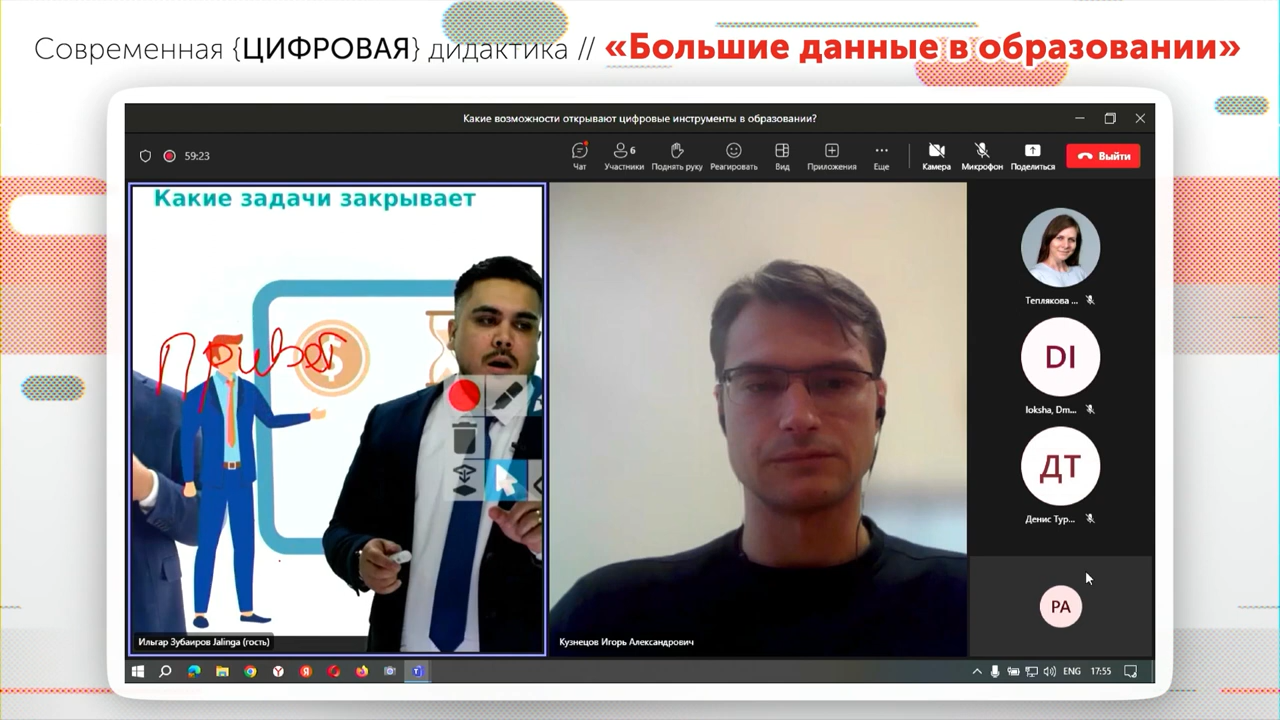 Современная {ЦИФРОВАЯ} дидактика // «Большие данные в образовании»
Какие возможности открывают цифровые инструменты в образовании?
59:23
Чат
Участники 6
Поднять руку
Реагировать
Вид
Приложения
Еще
Камера
Микрофон
Поделиться
Выйти
Какие задачи закрывает
Привет
$
Ильгар Зубаиров Jalinga (гость)
Кузнецов Игорь Александрович
Теплякова ...
DI
Ioksha, Dm...
ДТ
Денис Тур...
PA
ENG 17:55